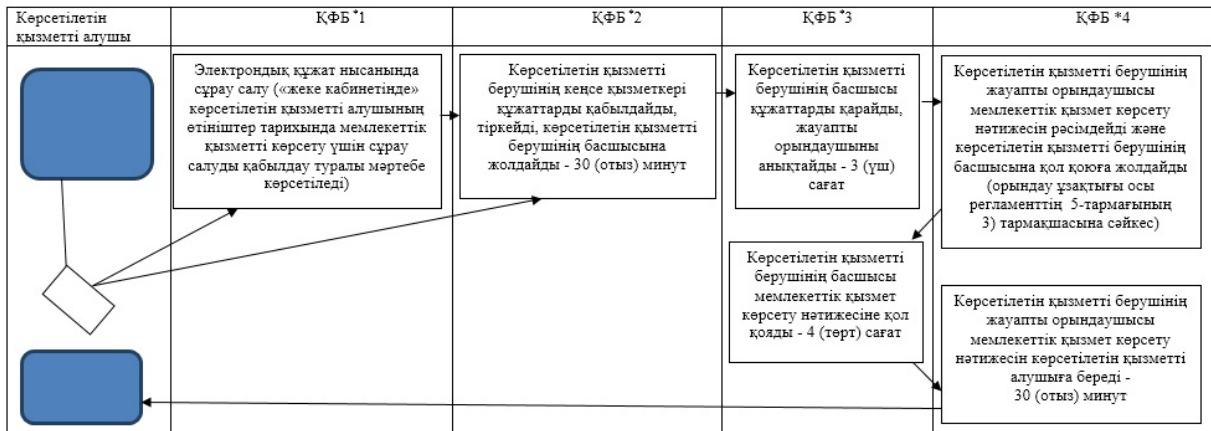 Көрсетілетін
қызметті алушы
ҚФБ *1
ҚФБ *2
ҚФБ *3
ҚФБ *4
Электрондық құжат нысанында
сұрау салу («жеке кабинетінде»
көрсетілетін қызметті алушының
өтініштер тарихында мемлекеттік
қызметті көрсету үшін сұрау
салуды қабылдау туралы мәртебе
көрсетіледі)
Көрсетілетін қызметті
берушінің кеңсе қызметкері
құжаттарды қабылдайды,
тіркейді, көрсетілетін қызметті
берушінің басшысына
жолдайды - 30 (отыз) минут
Көрсетілетін қызметті
берушінің басшысы
құжаттарды қарайды,
жауапты
орындаушыны
анықтайды - 3 (үш)
сағат
Көрсетілетін қызметті берушінің
жауапты орындаушысы
мемлекеттік қызмет көрсету
нәтижесін рәсімдейді және
көрсетілетін қызметті берушінің
басшысына қол қоюға жолдайды
(орындау ұзақтығы осы
регламенттің 5-тармағының
3) тармақшасына сәйкес)
Көрсетілетін қызметті
берушінің басшысы
мемлекеттік қызмет
көрсету нәтижесіне қол
қояды - 4 (төрт) сағат
Көрсетілетін қызметті берушінің
жауапты орындаушысы
мемлекеттік қызмет көрсету
нәтижесін көрсетілетін қызметті
алушыға береді -
30 (отыз) минут